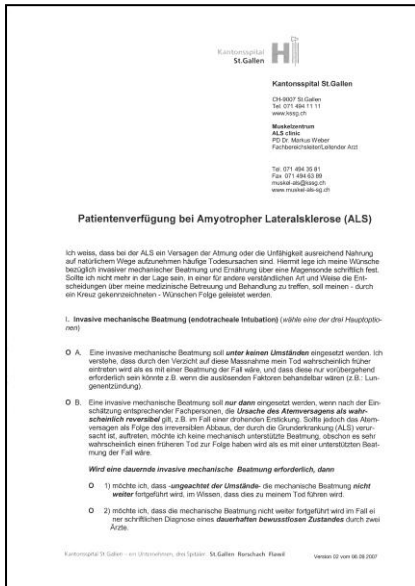 Kantonsspital
St.Gallen
Kantonsspital St.Gallen
CH-9007 St.Gallen
Tel. 071 494 11 11
www.kssg.ch
Muskelzentrum
ALS clinic
PD Dr. Markus Weber
Fachbereichsleiter/Leitender Arzt
Tel: 071 494 35 81
Fax 071 494 63 89
muskel-als@kssg.ch
www.muskel-als-sg.ch
Patientenverfügung bei Amyotropher Lateralsklerose (ALS)
Ich weiss, dass bei der ALS ein Versagen der Atmung oder die Unfähigkeit ausreichend Nahrung
auf natürlichem Wege aufzunehmen häufige Todesursachen sind. Hiermit lege ich meine Wünsche
bezüglich invasiver mechanischer Beatmung und Ernährung über eine Magensonde schriftlich fest.
Sollte ich nicht mehr in der Lage sein, in einer für andere verständlichen Art und Weise die Ent-
scheidungen über meine medizinische Betreuung und Behandlung zu treffen, soll meinen - durch
ein Kreuz gekennzeichneten - Wünschen Folge geleistet werden.
I. Invasive mechanische Beatmung (endotracheale Intubation) (wähle eine der drei Hauptoptio-
nen)
O A. Eine invasive mechanische Beatmung soll unter keinen Umständen eingesetzt werden. Ich
verstehe, dass durch den Verzicht auf diese Massnahme mein Tod wahrscheinlich früher
eintreten wird als es mit Beatmung der Fall wäre, und dass diese nur vorübergehend
erforderlich sein könnte z.B. wenn die auslösenden Faktoren behandelbar wären (z.B.: Lun-
genentzündung).
O B. Eine invasive mechanische Beatmung soll nur dann eingesetzt werden, wenn nach der Ein-
schätzung entsprechender Fachpersonen, die Ursache des Atemversagens als wahr-
scheinlich reversibel gilt, z.B. im Fall einer drohenden Erstickung. Sollte jedoch das Atem-
versagen als Folge des irreversiblen Abbaus, der durch die Grunderkrankung (ALS) verur-
sacht ist, auftreten, möchte ich keine mechanisch unterstützte Beatmung, obschon es sehr
wahrscheinlich einen früheren Tod zur Folge haben wird als es mit einer unterstützten Beat-
mung der Fall wäre.
Wird eine dauernde invasive mechanische Beatmung erforderlich, dann
O 1) möchte ich, dass -ungeachtet der Umstände- die mechanische Beatmung nicht
weiter fortgeführt wird, im Wissen, dass dies zu meinem Tod führen wird.
O 2) möchte ich, dass die mechanische Beatmung nicht weiter fortgeführt wird im Fall ei
ner schriftlichen Diagnose eines dauerhaften bewusstlosen Zustandes durch zwei
Ärzte.
Kantonsspital St.Gallen – ein Unternehmen, drei Spitäler. St.Gallen Rorschach Flawil Version 02 vom 06.09.2007